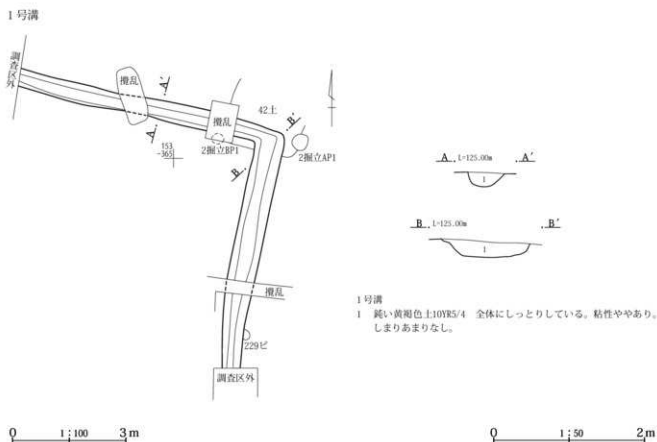 1号溝
調査区外
攪乱
A′
A
攪乱
42土
B′
2掘立BP1
2掘立AP1
153
-365
B
攪乱
229ピ
調査区外
0 1:100 3m
A L=125.00m A′
1
B L=125.00m B′
1
1号溝
1 鈍い黄褐色土10YR5/4 全体にしっとりしている。粘性ややあり。
しまりあまりなし。
0 1:50 2m